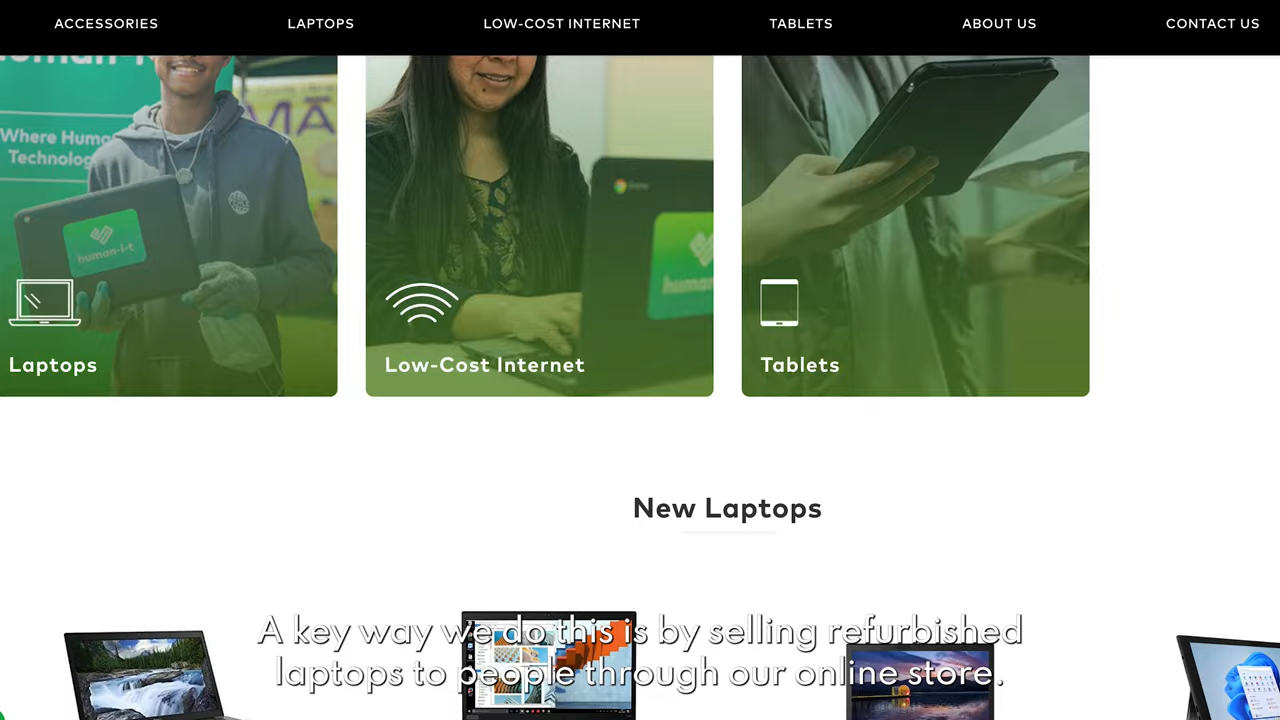 ACCESSORIES LAPTOPS LOW-COST INTERNET TABLETS ABOUT US CONTACT US
Where Huma
Technolog
human-i-t
Laptops
Low-Cost Internet
Tablets
New Laptops
A key way we do this is by selling refurbished
laptops to people through our online store.